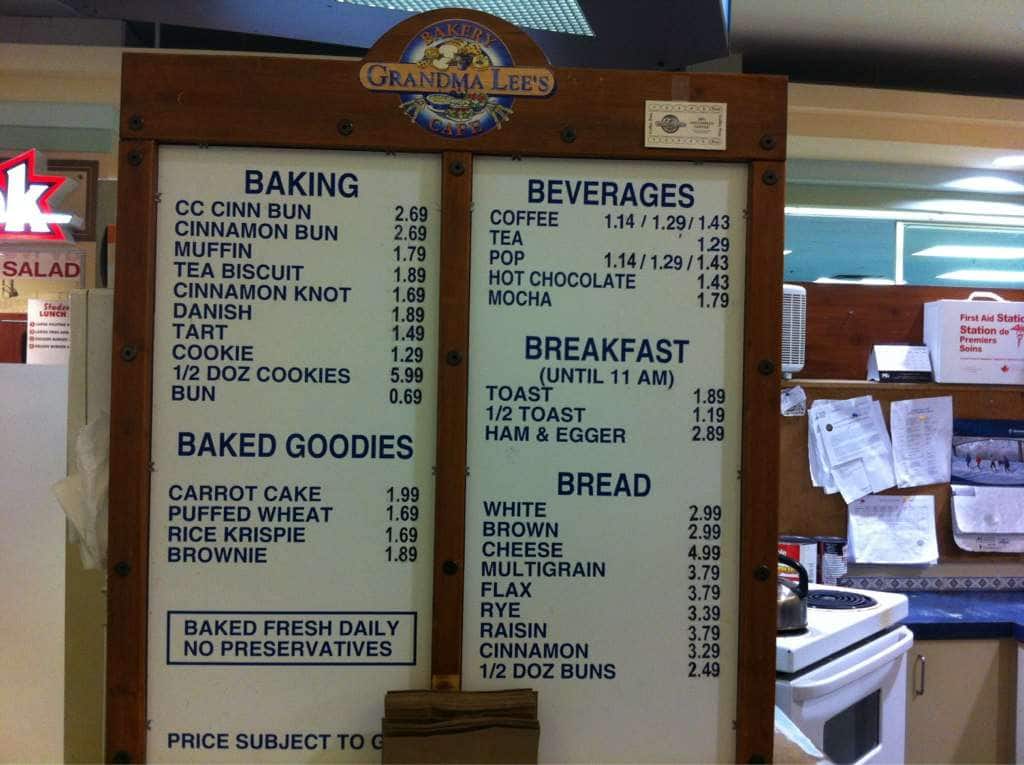 BAKERY
GRANDMA LEE'S
CAFE
BAKING
CC CINN BUN 2.69
CINNAMON BUN 2.69
MUFFIN 1.79
TEA BISCUIT 1.89
CINNAMON KNOT 1.69
DANISH 1.89
TART 1.49
COOKIE 1.29
1/2 DOZ COOKIES 5.99
BUN 0.69
BAKED GOODIES
CARROT CAKE 1.99
PUFFED WHEAT 1.69
RICE KRISPIE 1.69
BROWNIE 1.89
BAKED FRESH DAILY
NO PRESERVATIVES
PRICE SUBJECT TO G
BEVERAGES
COFFEE 1.14 / 1.29 / 1.43
TEA 1.29
POP 1.14 / 1.29 / 1.43
HOT CHOCOLATE 1.43
MOCHA 1.79
BREAKFAST
(UNTIL 11 AM)
TOAST 1.89
1/2 TOAST 1.19
HAM & EGGER 2.89
BREAD
WHITE 2.99
BROWN 2.99
CHEESE 4.99
MULTIGRAIN 3.79
FLAX 3.79
RYE 3.39
RAISIN 3.79
CINNAMON 3.29
1/2 DOZ BUNS 2.49
k
SALAD
LUNCH
First Aid Static
Station de
Premiers
Soins